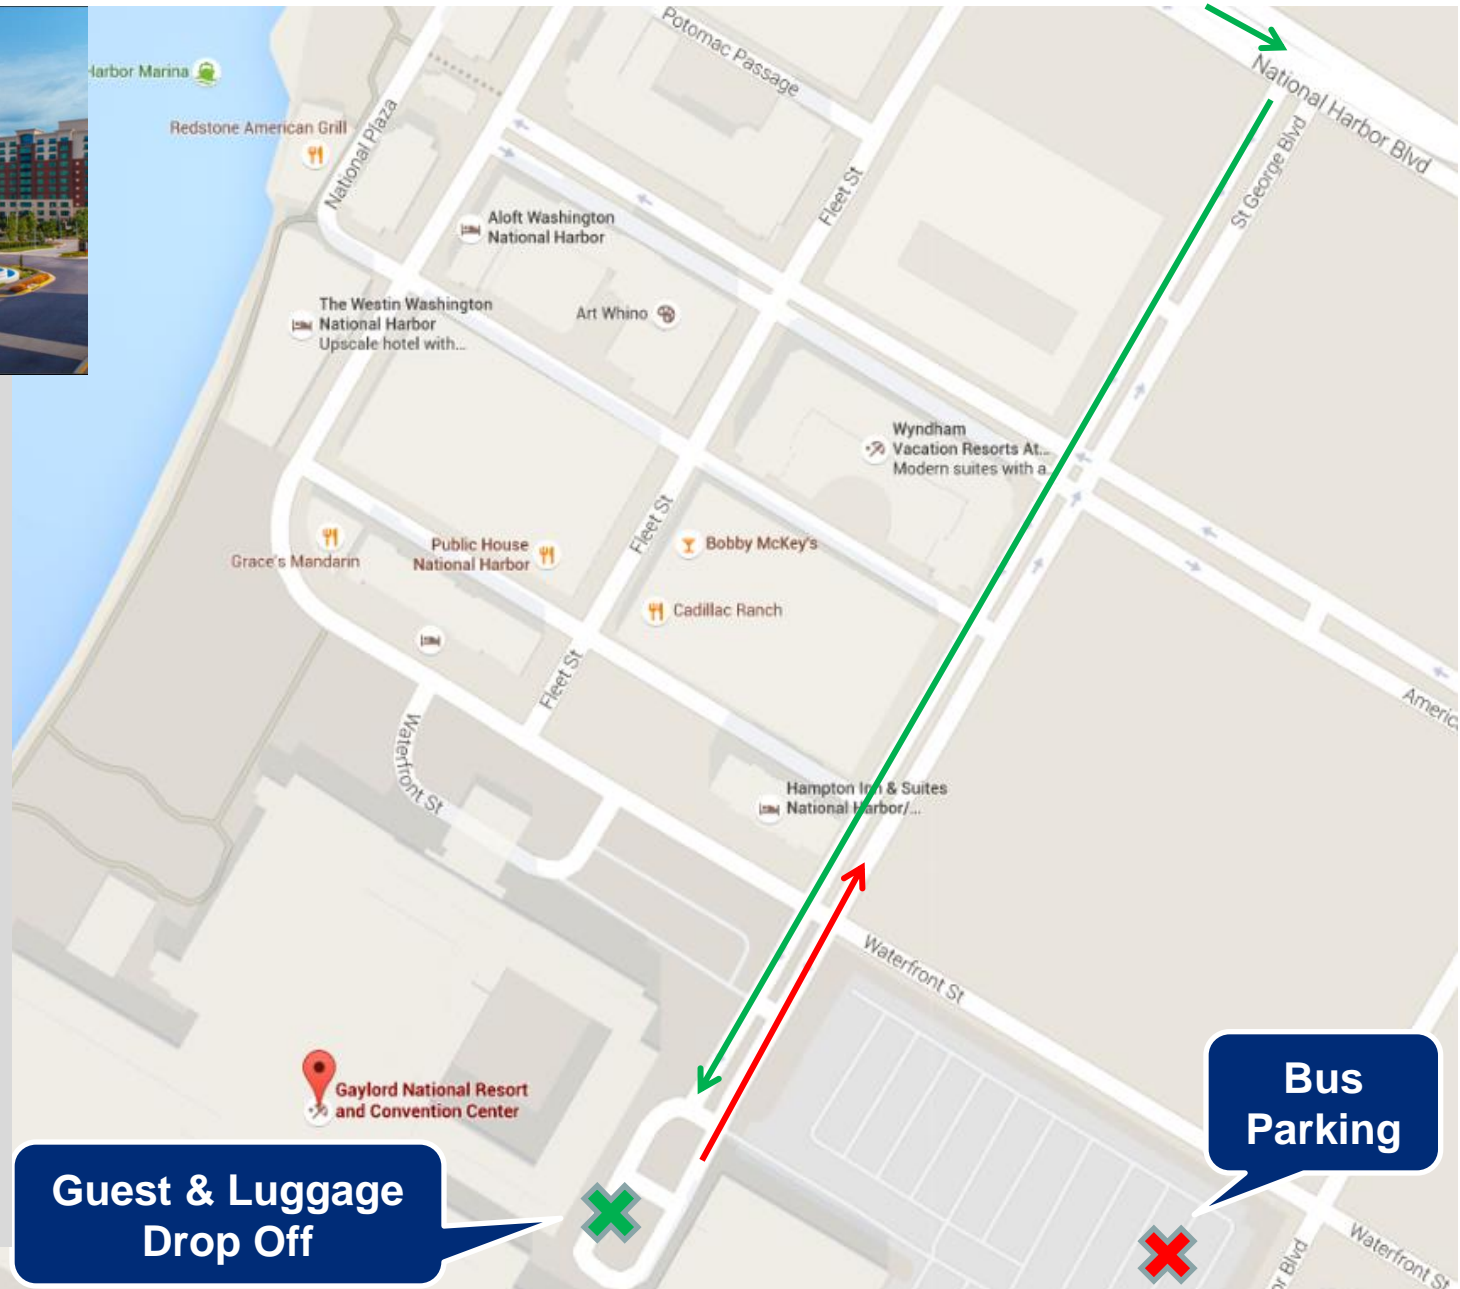 Potomac Passage
Harbor Marina
National Harbor Blvd
Redstone American Grill
National Plaza
St George Blvd
Fleet St
Aloft Washington
National Harbor
The Westin Washington
National Harbor
Upscale hotel with...
Art Whino
Wyndham
Vacation Resorts At...
Modern suites with a
Fleet St
Bobby McKey's
Public House
National Harbor
Grace's Mandarin
Cadillac Ranch
Fleet St
Americ
Waterfront St
Hampton Inn & Suites
National Harbor/...
Waterfront St
Gaylord National Resort
and Convention Center
Bus
Parking
Guest & Luggage
Drop Off
Waterfront St
or Blvd